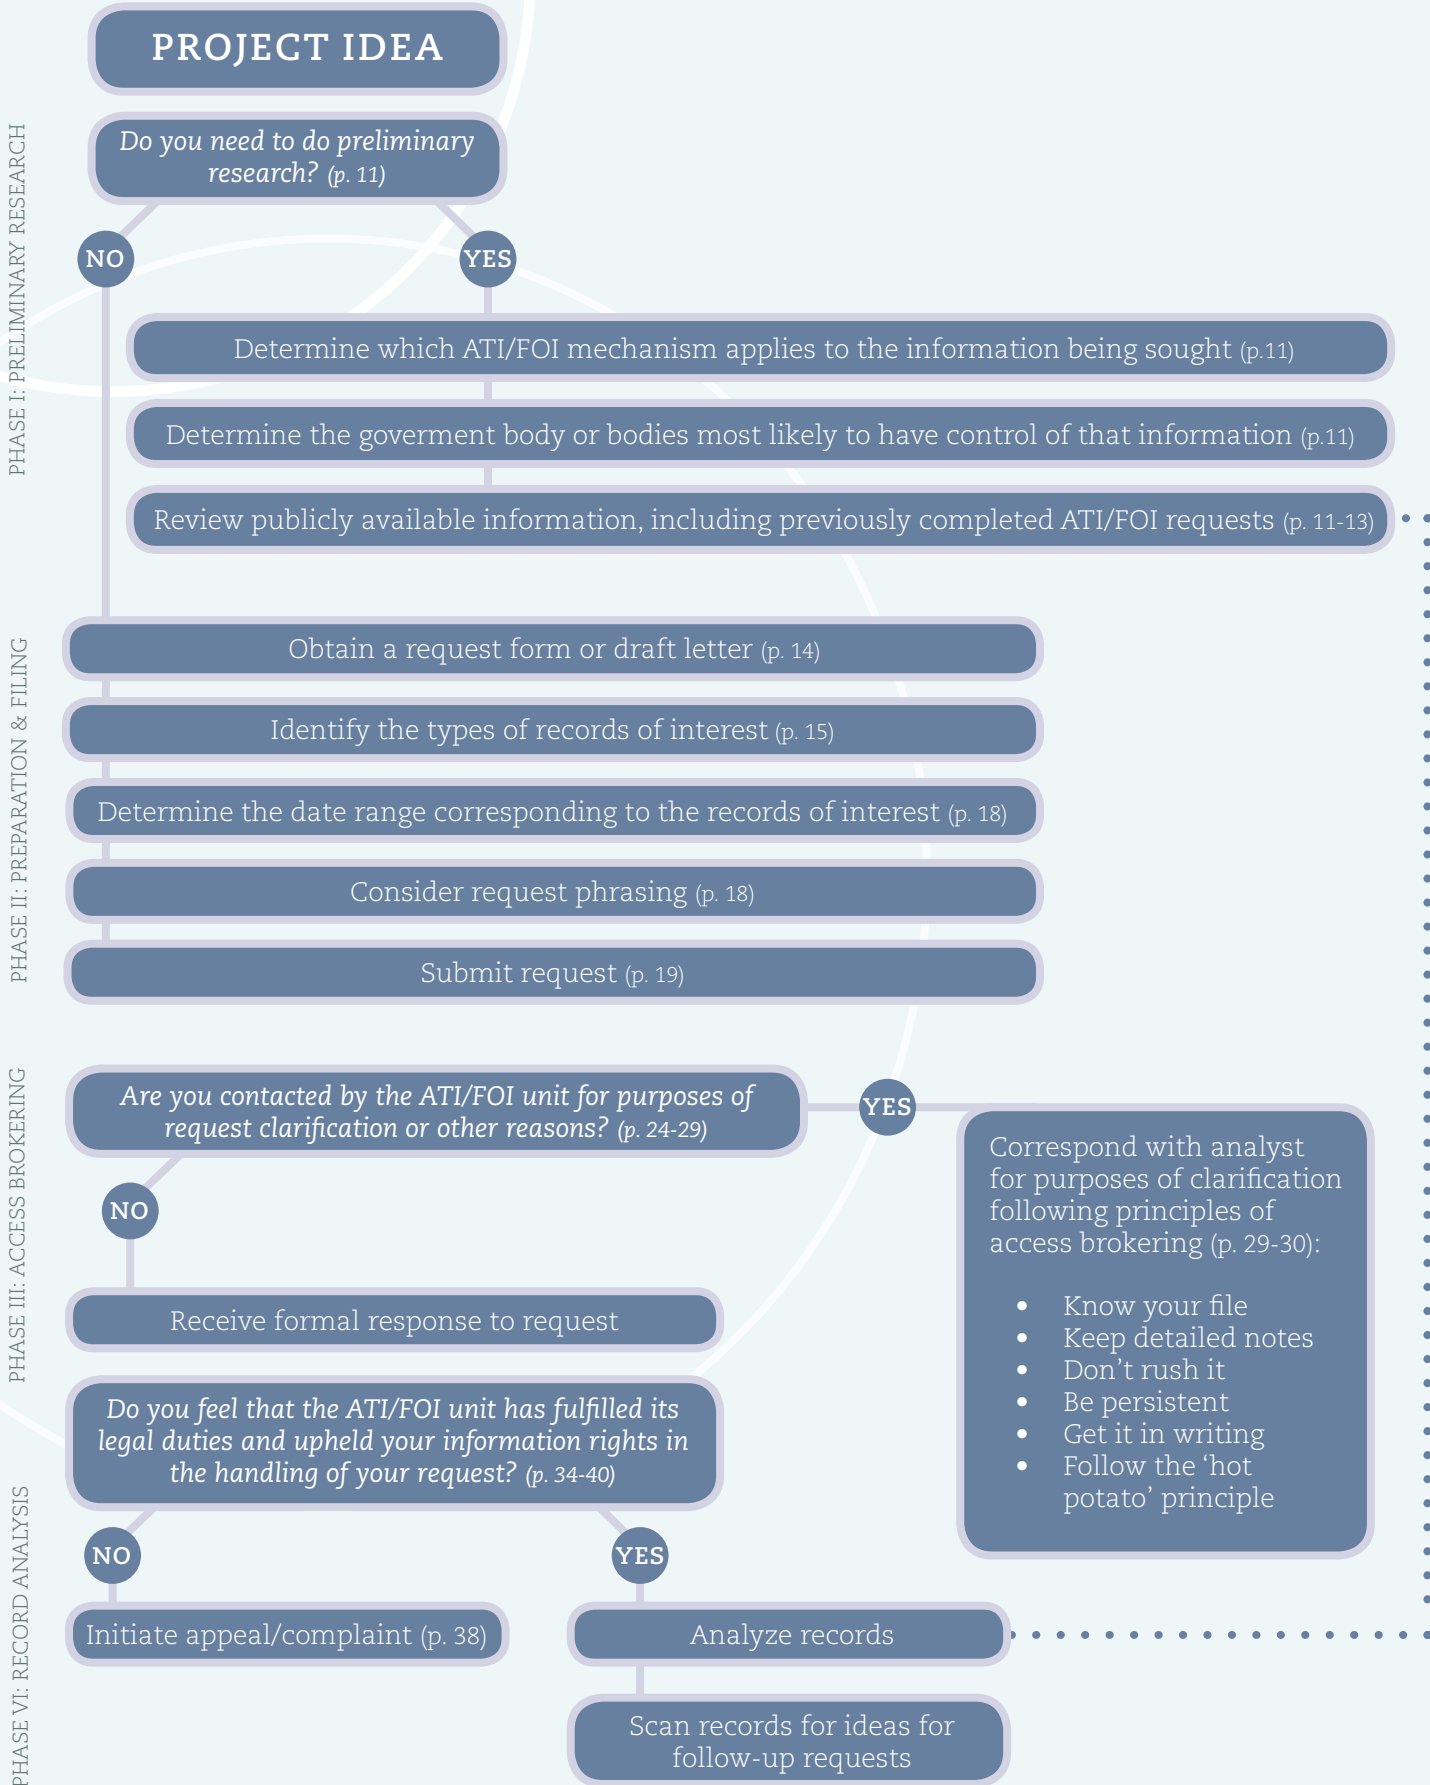 PROJECT IDEA
PHASE I: PRELIMINARY RESEARCH
Do you need to do preliminary
research? (p. 11)
NO
YES
Determine which ATI/FOI mechanism applies to the information being sought (p.11)
Determine the goverment body or bodies most likely to have control of that information (p.11)
Review publicly available information, including previously completed ATI/FOI requests (p. 11-13)
PHASE II: PREPARATION & FILING
Obtain a request form or draft letter (p. 14)
Identify the types of records of interest (p. 15)
Determine the date range corresponding to the records of interest (p. 18)
Consider request phrasing (p. 18)
Submit request (p. 19)
PHASE III: ACCESS BROKERING
Are you contacted by the ATI/FOI unit for purposes of
request clarification or other reasons? (p. 24-29)
YES
Correspond with analyst
for purposes of clarification
following principles of
access brokering (p. 29-30):
• Know your file
• Keep detailed notes
• Don't rush it
• Be persistent
• Get it in writing
• Follow the ‘hot
potato’ principle
NO
Receive formal response to request
Do you feel that the ATI/FOI unit has fulfilled its
legal duties and upheld your information rights in
the handling of your request? (p. 34-40)
PHASE VI: RECORD ANALYSIS
NO
YES
Initiate appeal/complaint (p. 38)
Analyze records
Scan records for ideas for
follow-up requests